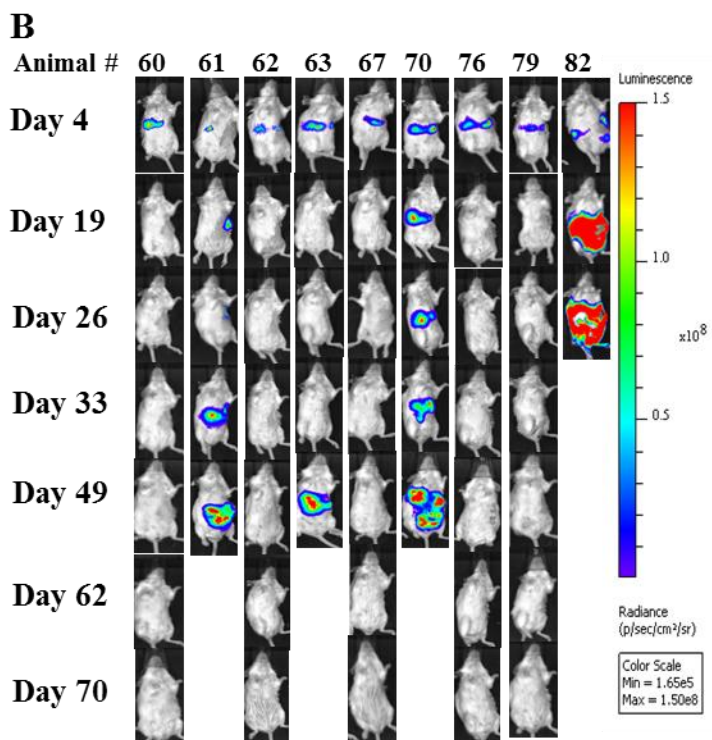 B
Animal # 60 61 62 63 67 70 76 79 82
Day 4
Day 19
Day 26
Day 33
Day 49
Day 62
Day 70
Luminescence
1.5
1.0
x10⁸
0.5
Radiance
(p/sec/cm²/sr)
Color Scale
Min = 1.65e5
Max = 1.50e8